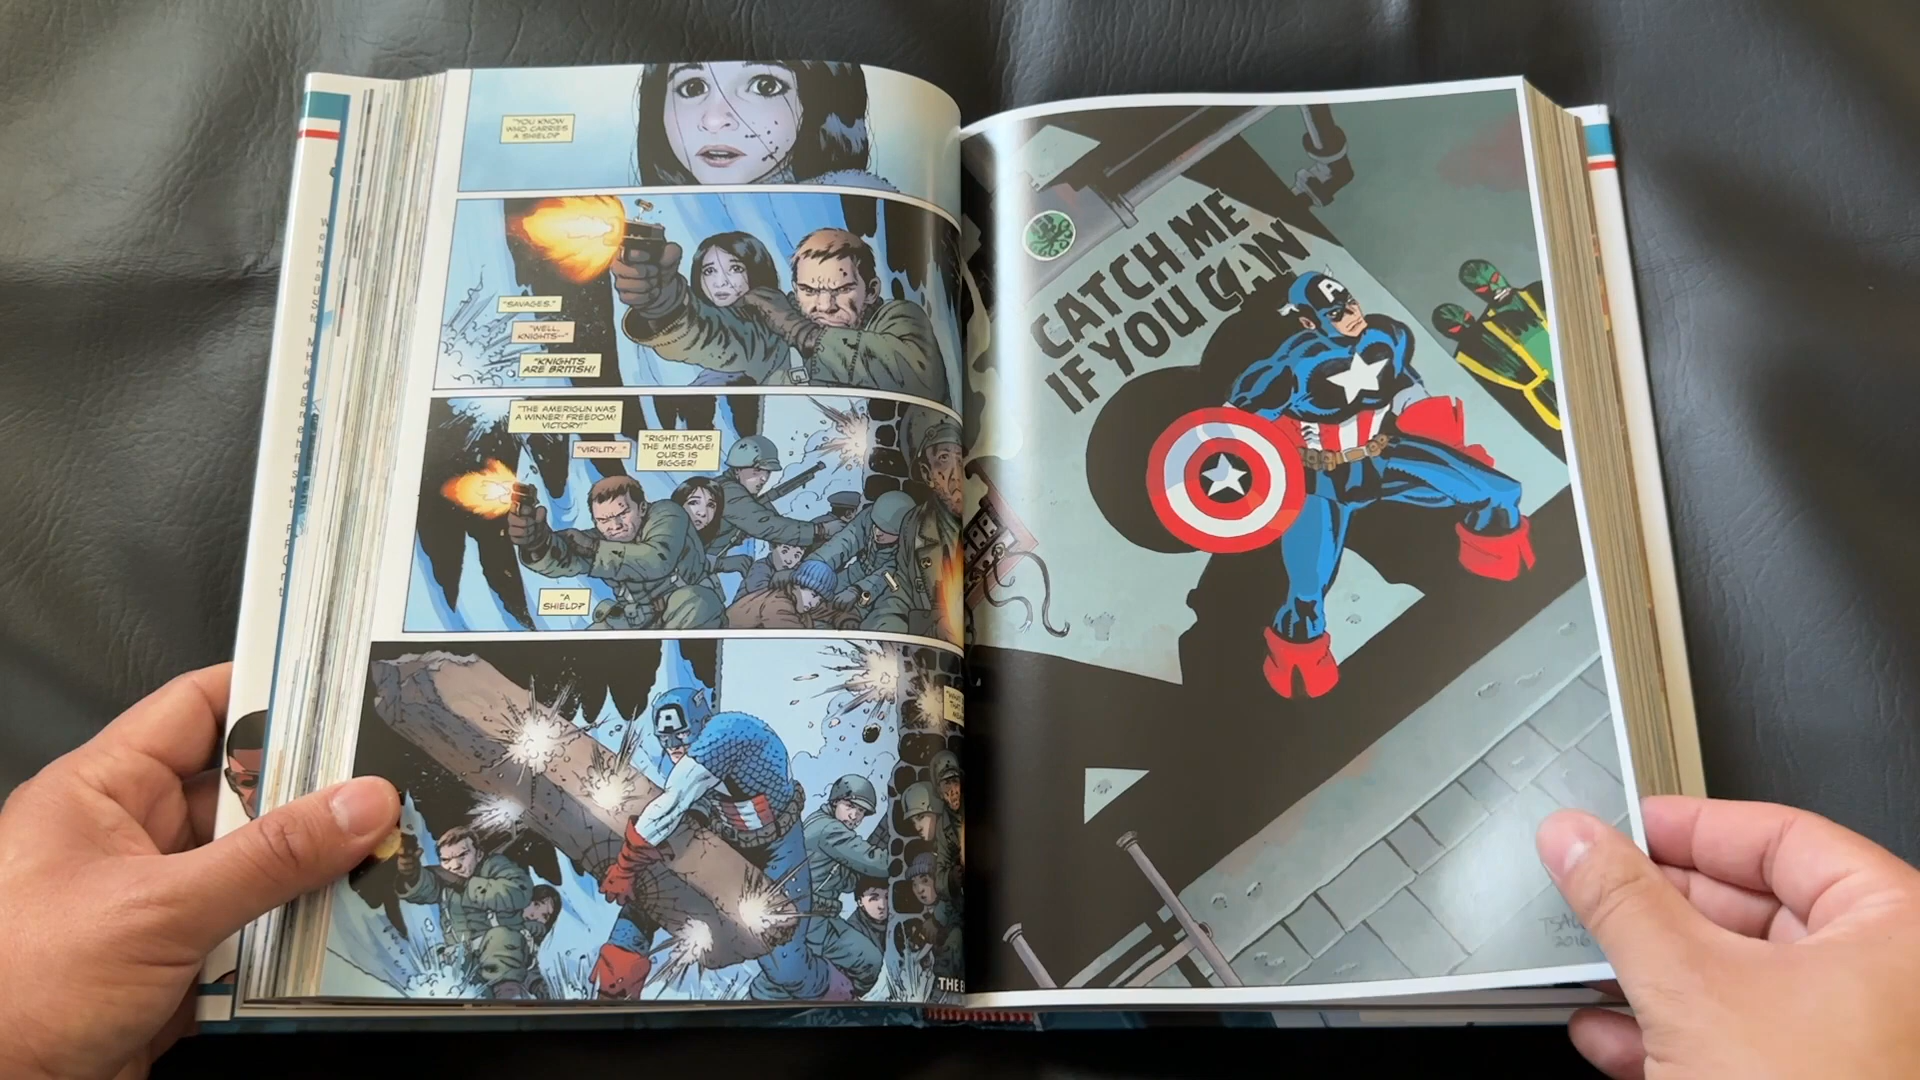 "YOU KNOW
WHO CARRIES
A SHIELD?"
"SAVAGES."
"WELL,
KNIGHTS--"
"KNIGHTS
ARE BRITISH!
"THE AMERIGUN WAS
A WINNER! FREEDOM!
VICTORY!"
"VIRILITY..."
"RIGHT! THAT'S
THE MESSAGE!
OURS IS
BIGGER!
"A
SHIELD?"
A
THE
CATCH ME
IF YOU CAN
A
2016